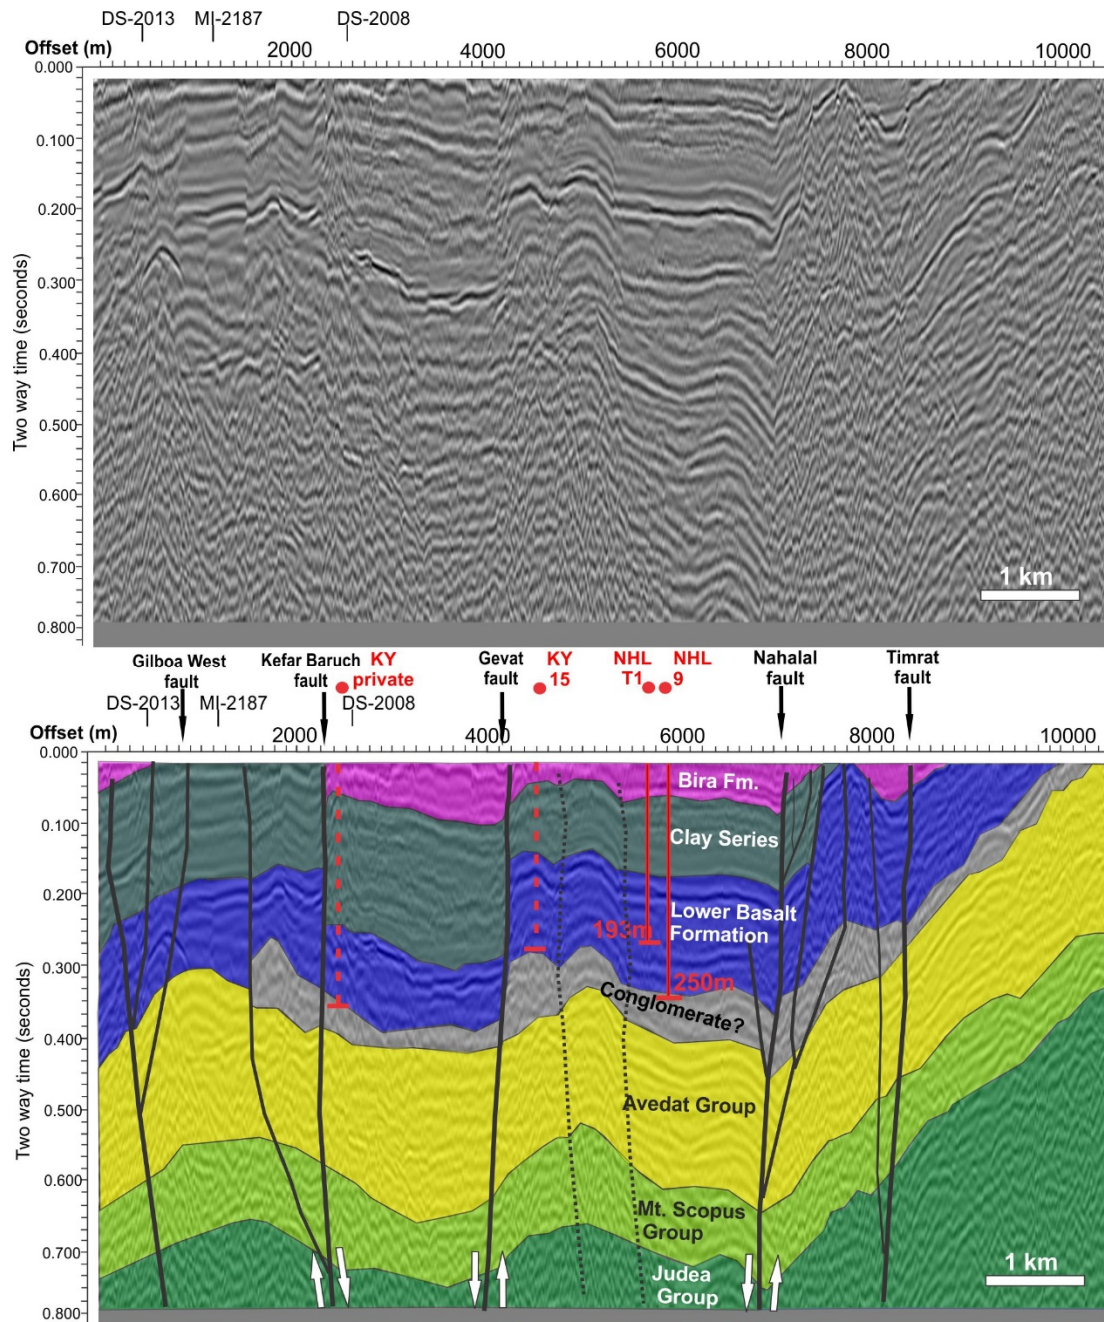 DS-2013 MI-2187 DS-2008
Offset (m) 2000 4000 6000 8000 10000
0.000
0.100
0.200
0.300
0.400
0.500
0.600
0.700
0.800
Two way time (seconds)
1 km
Gilboa West fault
Kefar Baruch fault
KY private
Gevat fault
KY 15
NHL T1
NHL 9
Nahalal fault
Timrat fault
DS-2013 MI-2187 DS-2008
Offset (m) 2000 4000 6000 8000 10000
0.000
0.100
0.200
0.300
0.400
0.500
0.600
0.700
0.800
Two way time (seconds)
Bira Fm.
Clay Series
Lower Basalt
Formation
193m
250m
Conglomerate?
Avedat Group
Mt. Scopus
Group
Judea
Group
1 km